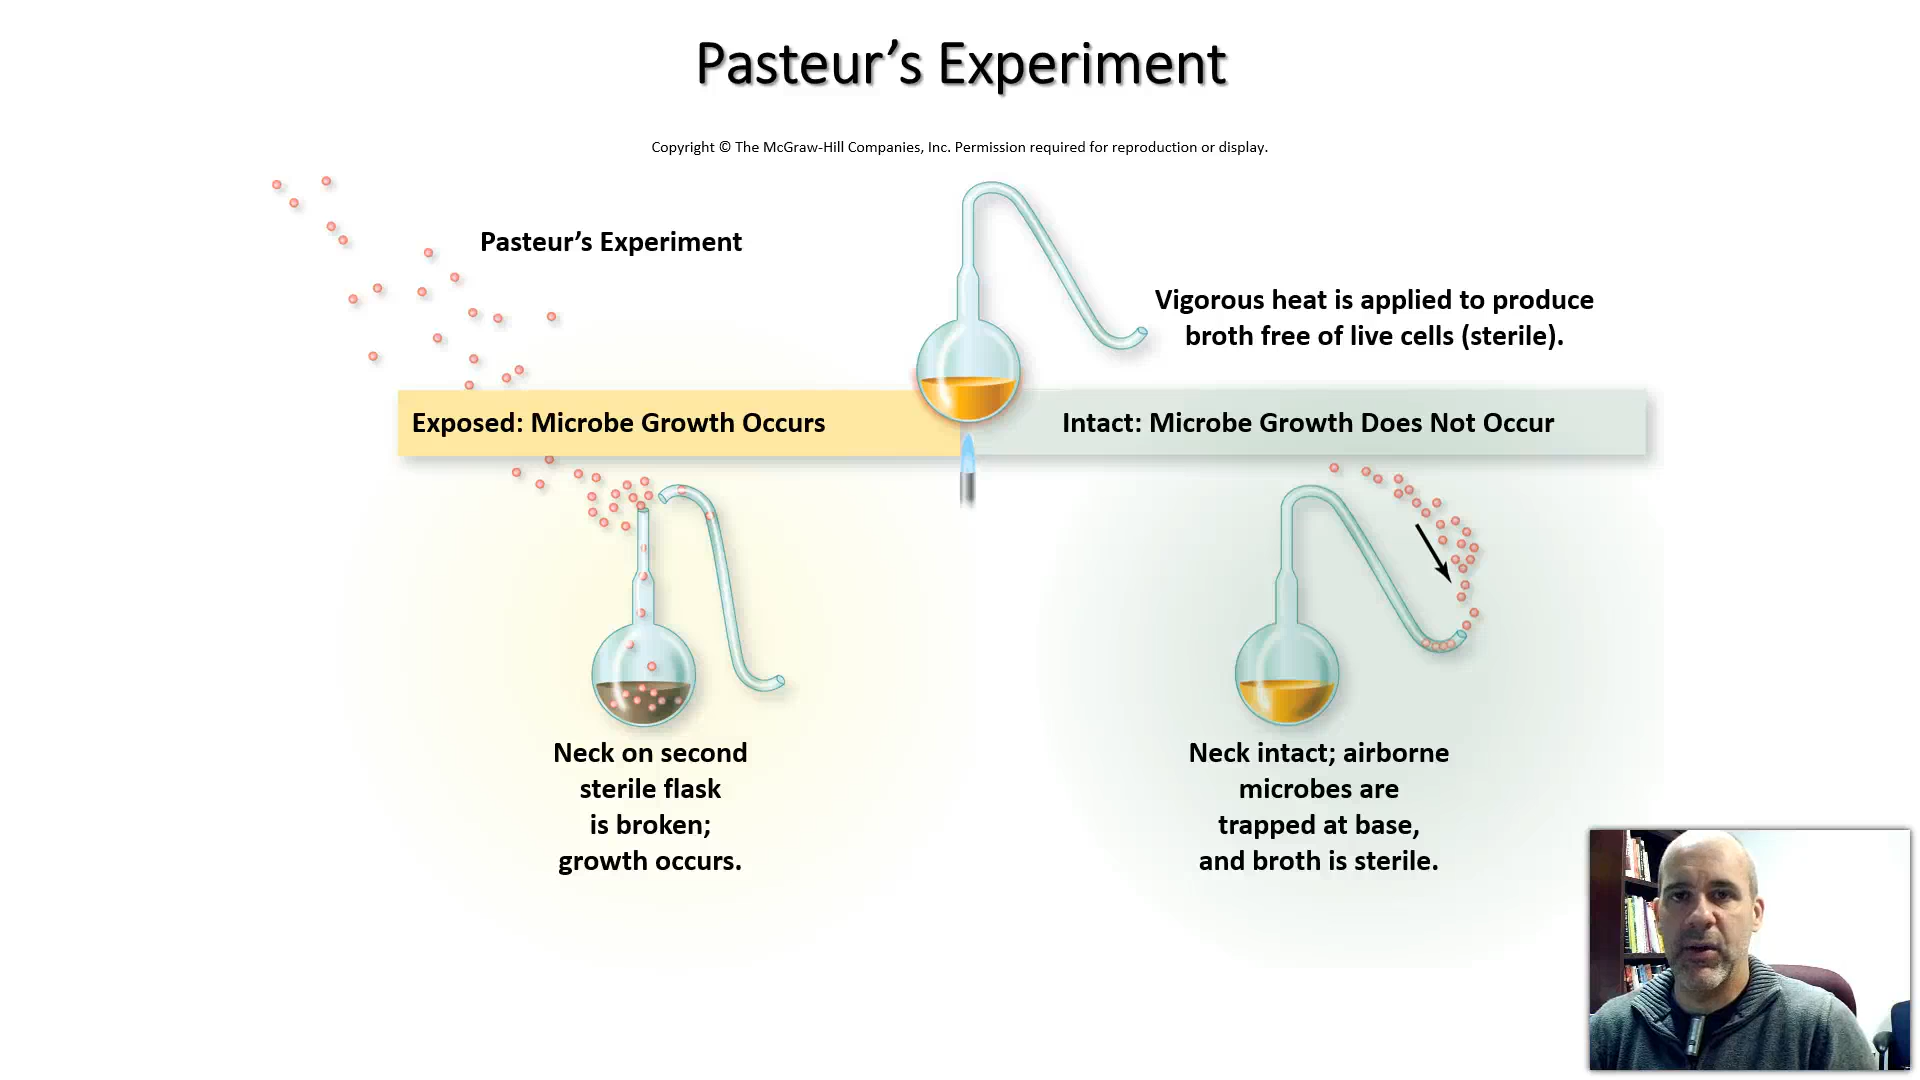 Pasteur’s Experiment
Copyright © The McGraw-Hill Companies, Inc. Permission required for reproduction or display.
Pasteur’s Experiment
Vigorous heat is applied to produce
broth free of live cells (sterile).
Exposed: Microbe Growth Occurs
Intact: Microbe Growth Does Not Occur
Neck on second
sterile flask
is broken;
growth occurs.
Neck intact; airborne
microbes are
trapped at base,
and broth is sterile.